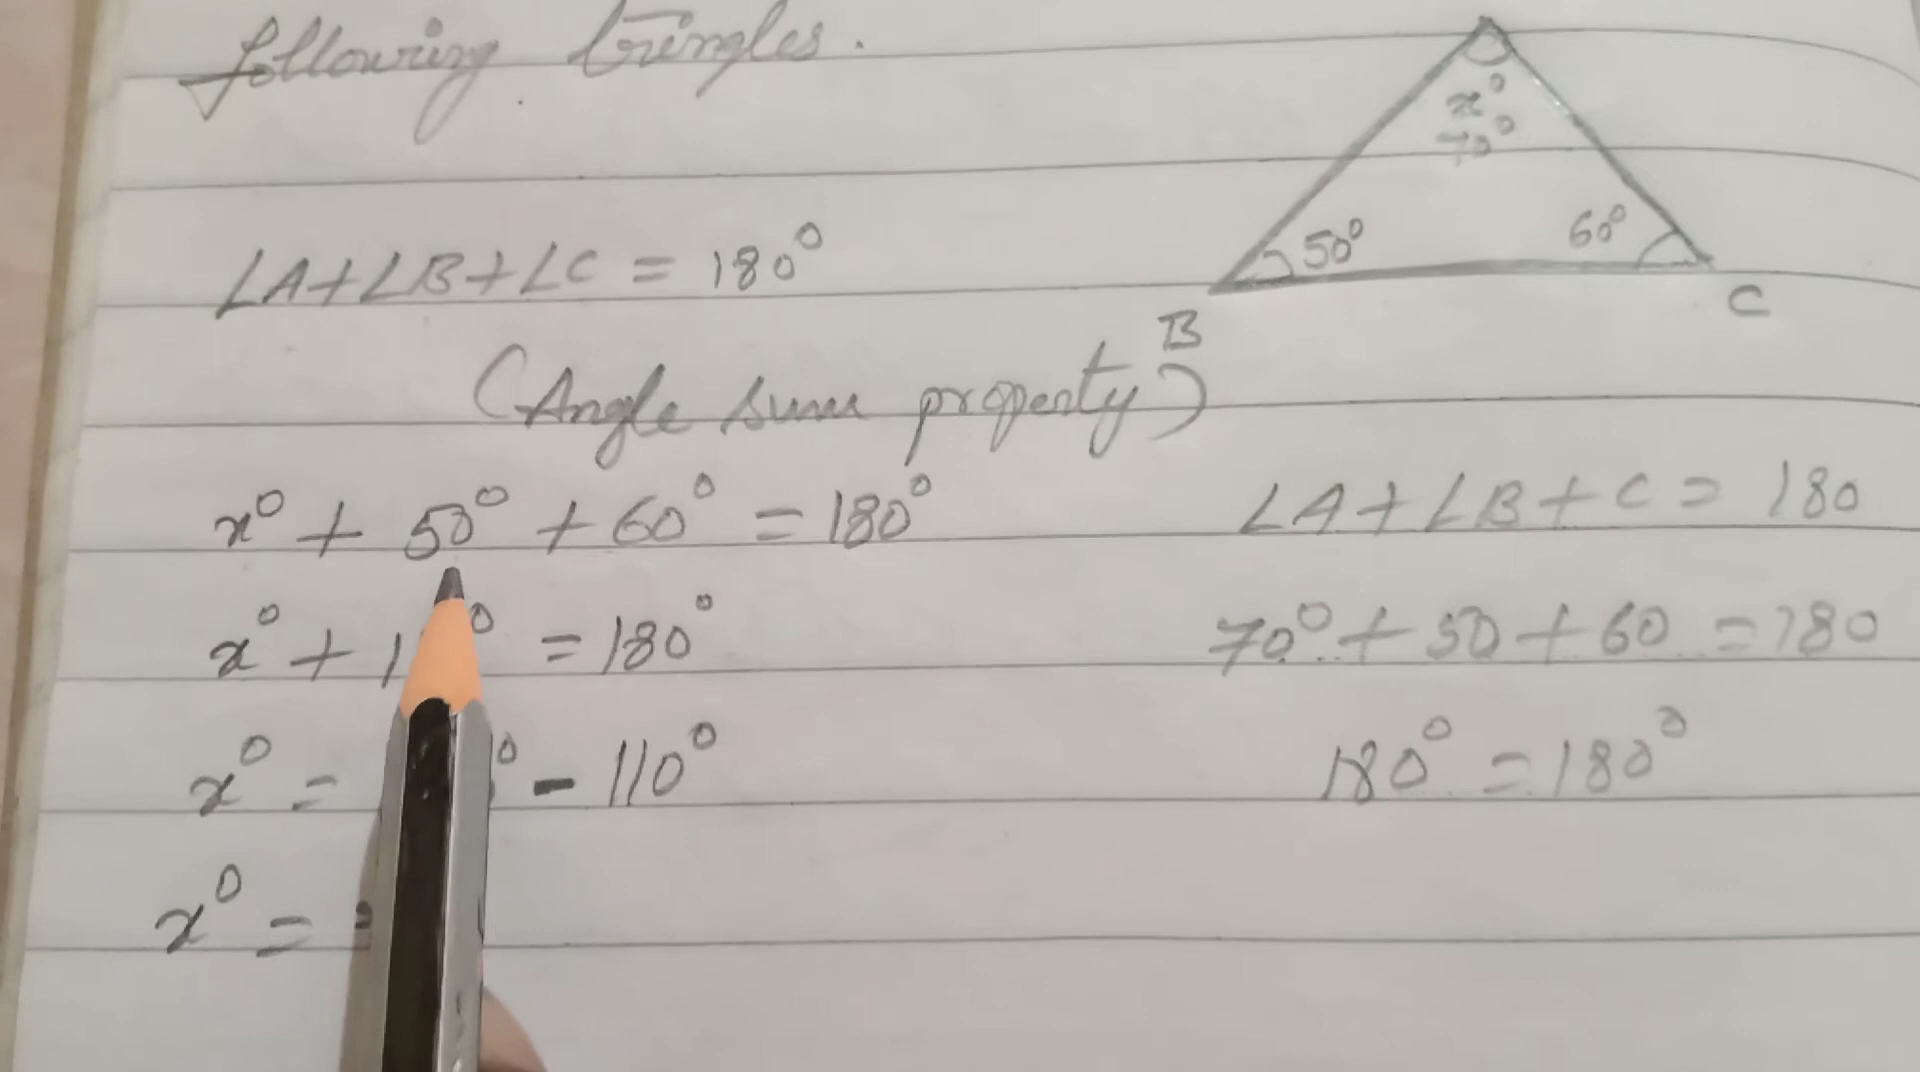 following tringles.
x°
70°
50°
60°
B
C
∠A+∠B+∠C = 180°
(Angle sum property)
x° + 50° + 60° = 180°
x° + 1 ° = 180°
x° = ° - 110°
x° =
∠A+∠B+C = 180
70°+50+60 = 180
180° = 180°